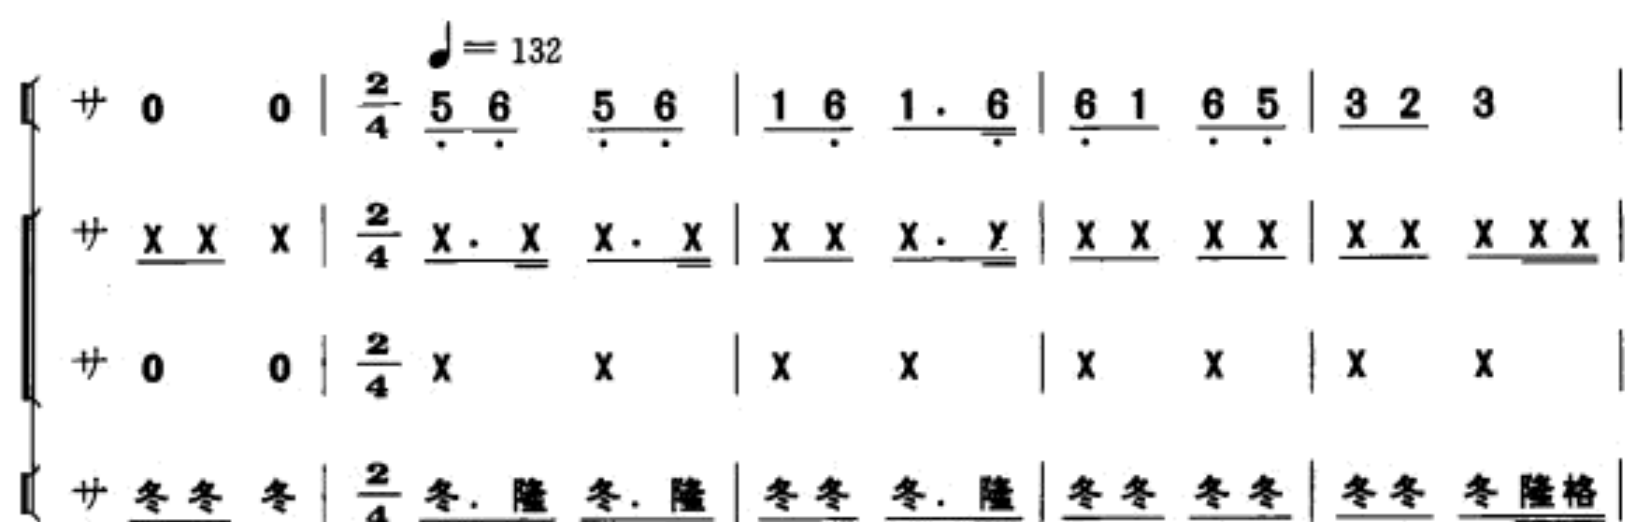 ♩= 132
サ 0 0 | 2/4 5 6 5 6 | 1 6 1 · 6 | 6 1 6 5 | 3 2 3 |
サ X X X | 2/4 X · X X · X | X X X · X | X X X X | X X X X X |
サ 0 0 | 2/4 X X | X X | X X | X X |
サ 冬 冬 冬 | 2/4 冬. 隆 冬. 隆 | 冬 冬 冬. 隆 | 冬 冬 冬 冬 | 冬 冬 冬 隆 格